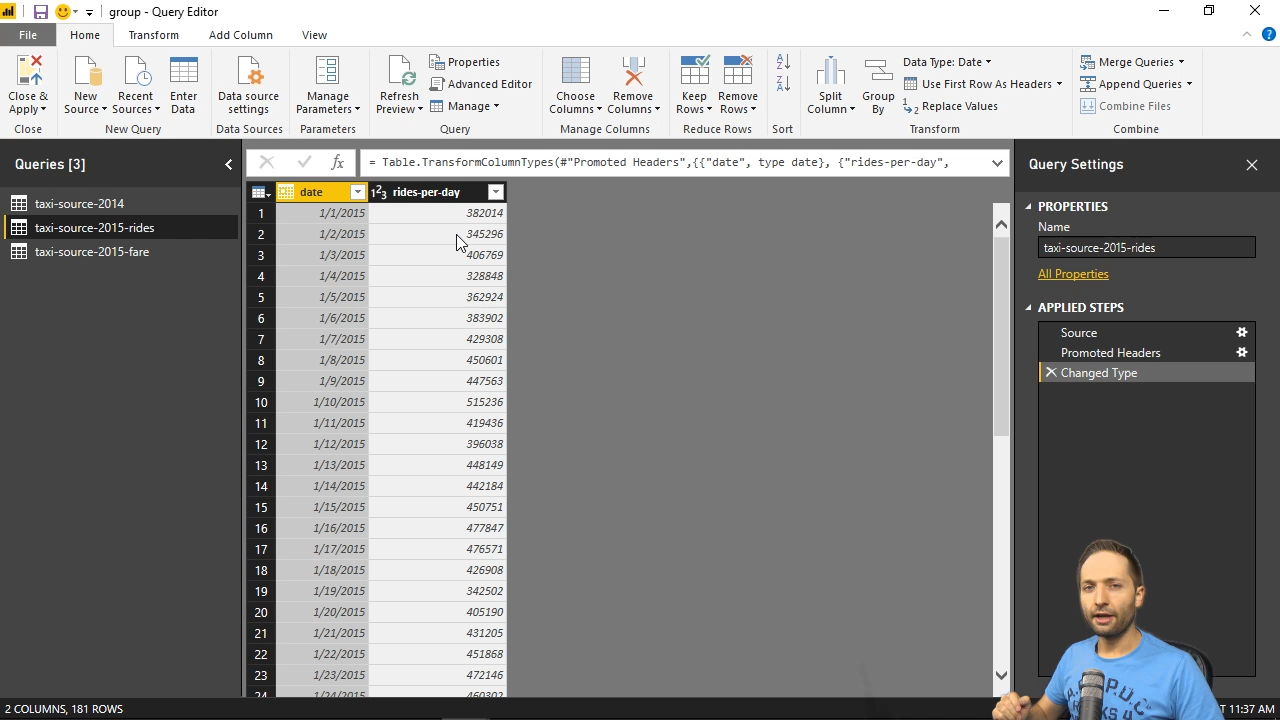 group - Query Editor
File Home Transform Add Column View
Close & Apply
New Source
Recent Sources
Enter Data
Data source settings
Manage Parameters
Refresh Preview
Properties
Advanced Editor
Manage
Choose Columns
Remove Columns
Keep Rows
Remove Rows
Split Column
Group By
Data Type: Date
Use First Row As Headers
Replace Values
Merge Queries
Append Queries
Combine Files
Close New Query Data Sources Parameters Query Manage Columns Reduce Rows Sort Transform Combine
Queries [3]
taxi-source-2014
taxi-source-2015-rides
taxi-source-2015-fare
fx = Table.TransformColumnTypes(#"Promoted Headers",{{"date", type date}, {"rides-per-day",
date 123 rides-per-day
1 1/1/2015 382014
2 1/2/2015 345296
3 1/3/2015 406769
4 1/4/2015 328848
5 1/5/2015 362924
6 1/6/2015 383902
7 1/7/2015 429308
8 1/8/2015 450601
9 1/9/2015 447563
10 1/10/2015 515236
11 1/11/2015 419436
12 1/12/2015 396038
13 1/13/2015 448149
14 1/14/2015 442184
15 1/15/2015 450751
16 1/16/2015 477847
17 1/17/2015 476571
18 1/18/2015 426908
19 1/19/2015 342502
20 1/20/2015 405190
21 1/21/2015 431205
22 1/22/2015 451868
23 1/23/2015 472146
24 1/24/2015 460302
Query Settings
PROPERTIES
Name
taxi-source-2015-rides
All Properties
APPLIED STEPS
Source
Promoted Headers
Changed Type
2 COLUMNS, 181 ROWS
T 11:37 AM